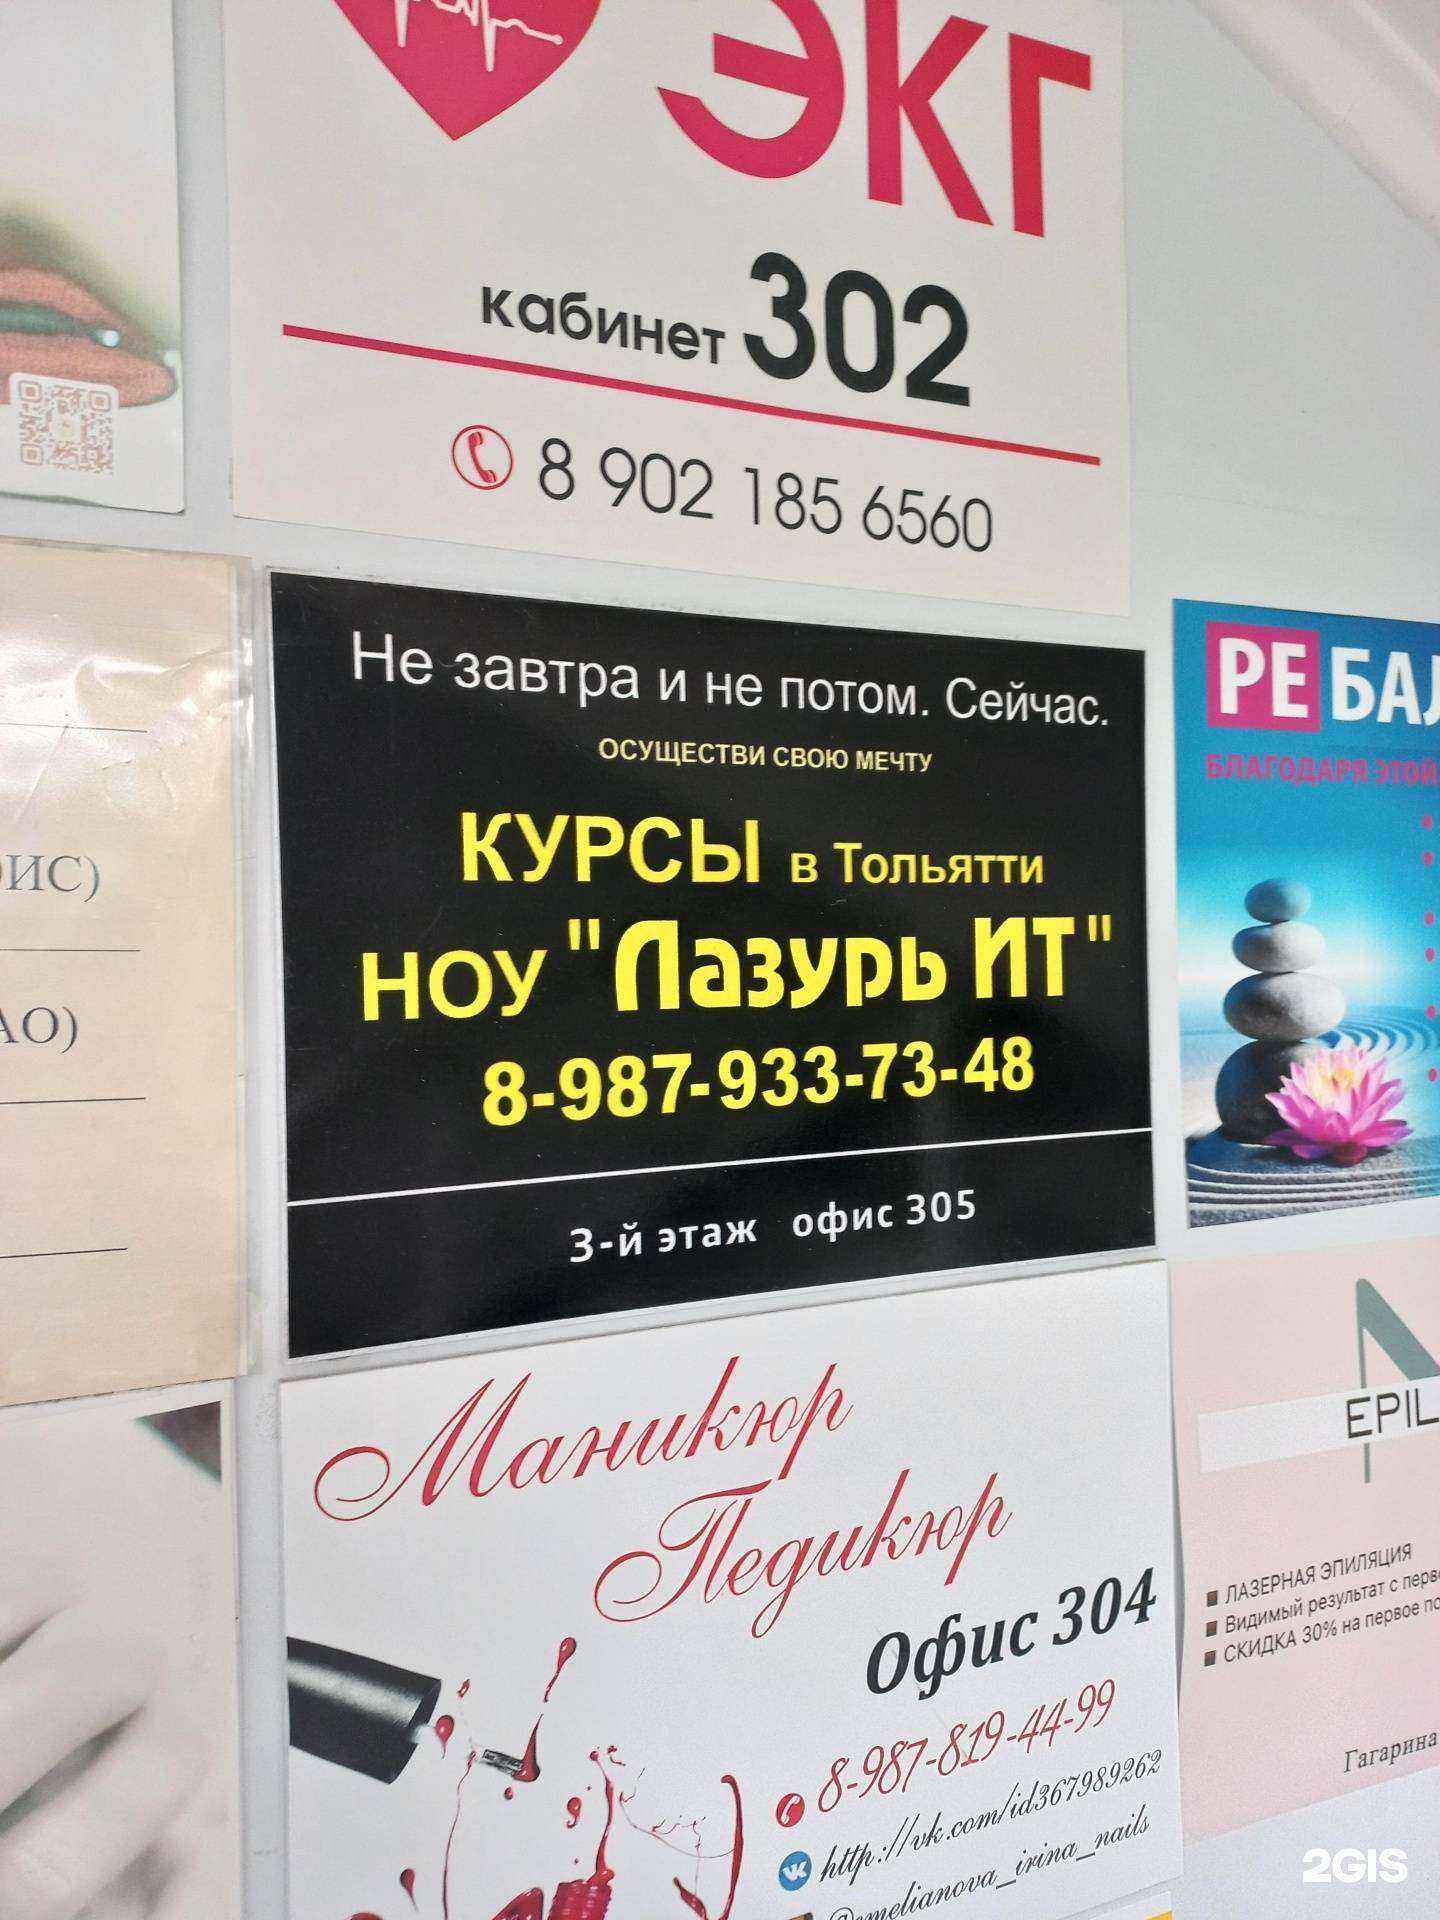 ЭКГ
кабинет 302
8 902 185 6560
Не завтра и не потом. Сейчас.
ОСУЩЕСТВИ СВОЮ МЕЧТУ
КУРСЫ в Тольятти
НОУ "Лазурь ИТ"
8-987-933-73-48
3-й этаж офис 305
Маникюр
Педикюр
Офис 304
8-987-819-44-99
http://vk.com/id367989262
ИС)
АО)
РЕ БАЛ
БЛАГОДАРЯ ЭТОЙ
EPIL
■ ЛАЗЕРНАЯ ЭПИЛЯЦИЯ
■ Видимый результат с перв
■ СКИДКА 30% на первое по
Гагарина
2GIS